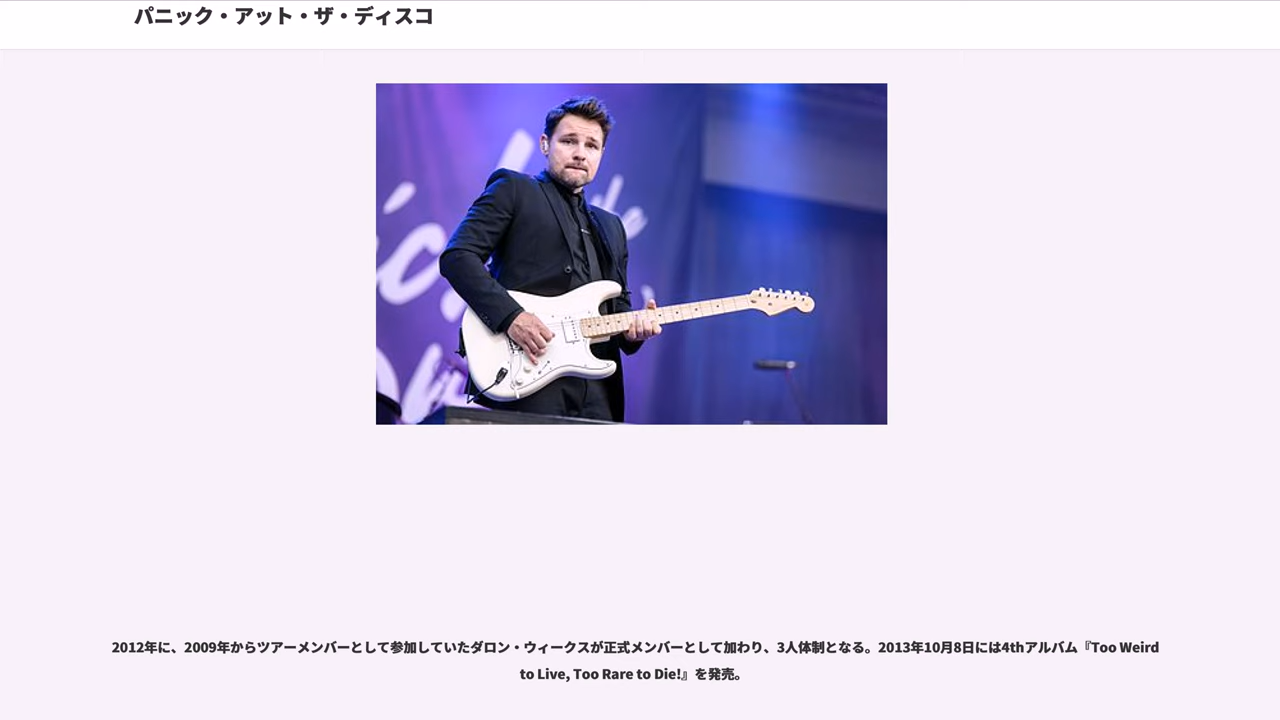 パニック・アット・ザ・ディスコ
2012年に、2009年からツアーメンバーとして参加していたダロン・ウィークスが正式メンバーとして加わり、3人体制となる。2013年10月8日には4thアルバム『Too Weird
to Live, Too Rare to Die!』を発売。